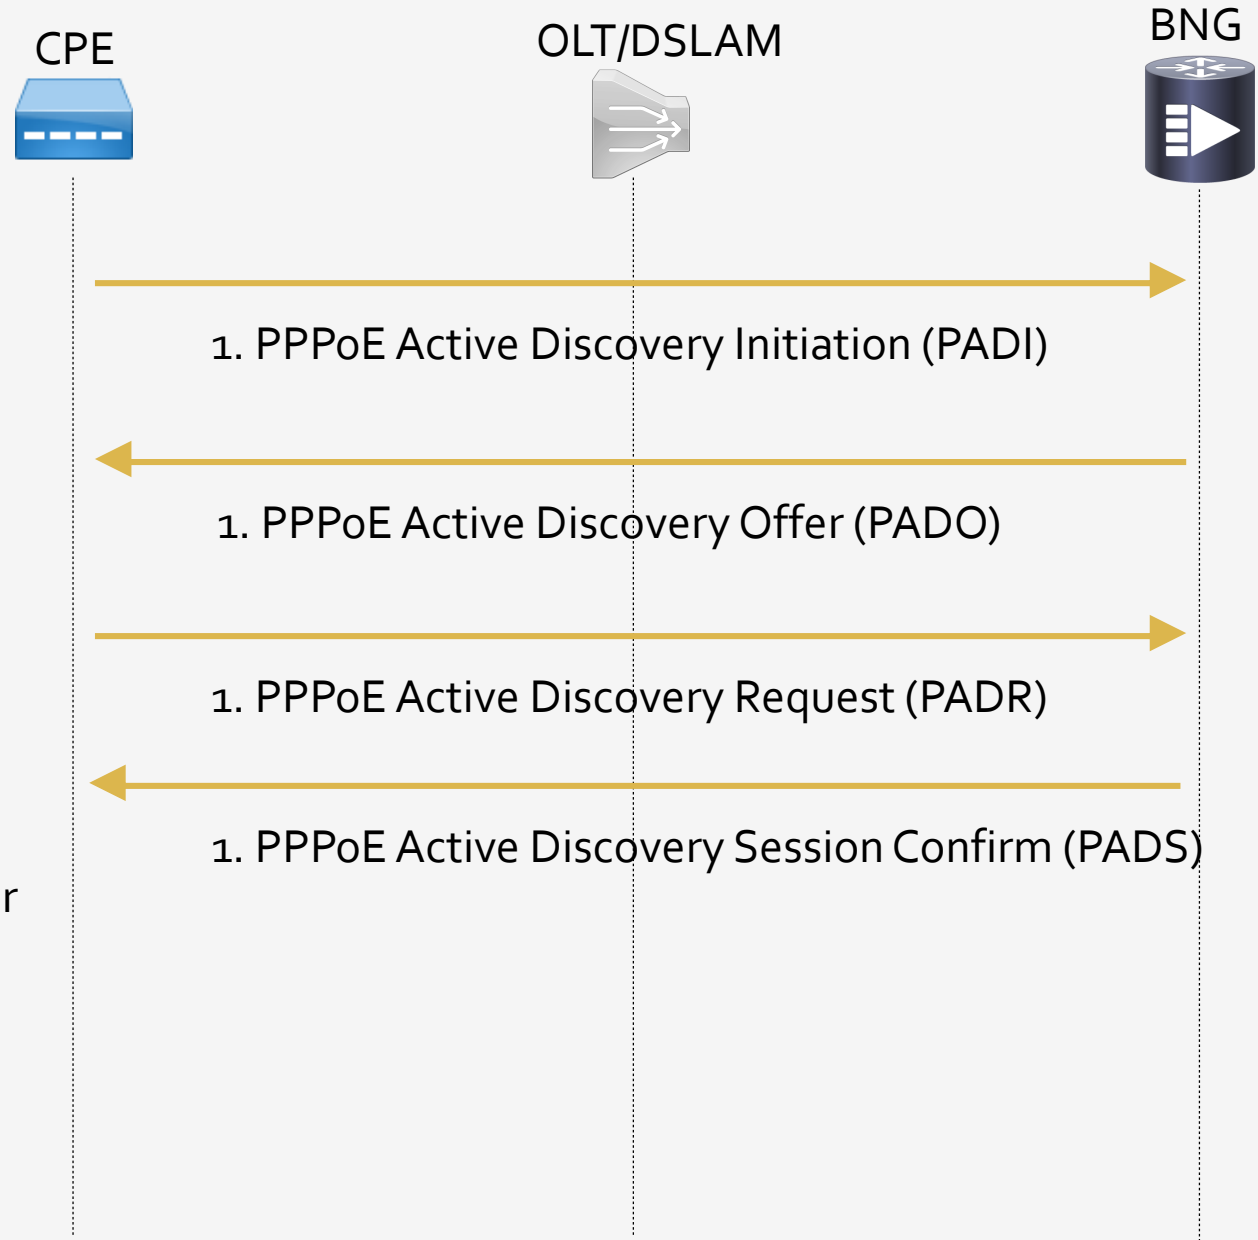 CPE
OLT/DSLAM
BNG
1. PPPoE Active Discovery Initiation (PADI)
1. PPPoE Active Discovery Offer (PADO)
1. PPPoE Active Discovery Request (PADR)
1. PPPoE Active Discovery Session Confirm (PADS)
r